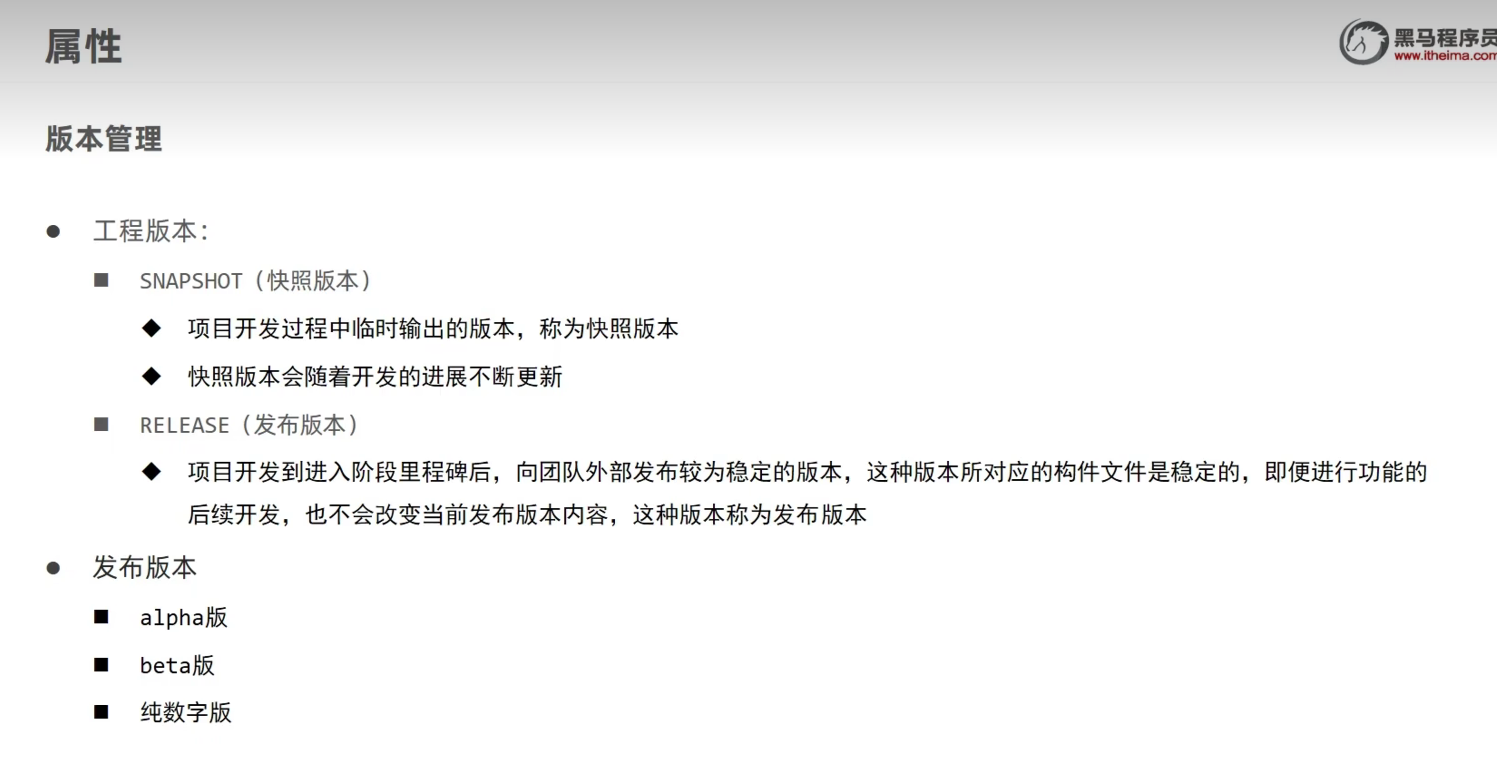 属性
黑马程序员
www.itheima.com
版本管理
工程版本：
SNAPSHOT（快照版本）
项目开发过程中临时输出的版本，称为快照版本
快照版本会随着开发的进展不断更新
RELEASE（发布版本）
项目开发到进入阶段里程碑后，向团队外部发布较为稳定的版本，这种版本所对应的构件文件是稳定的，即便进行功能的
后续开发，也不会改变当前发布版本内容，这种版本称为发布版本
发布版本
alpha版
beta版
纯数字版